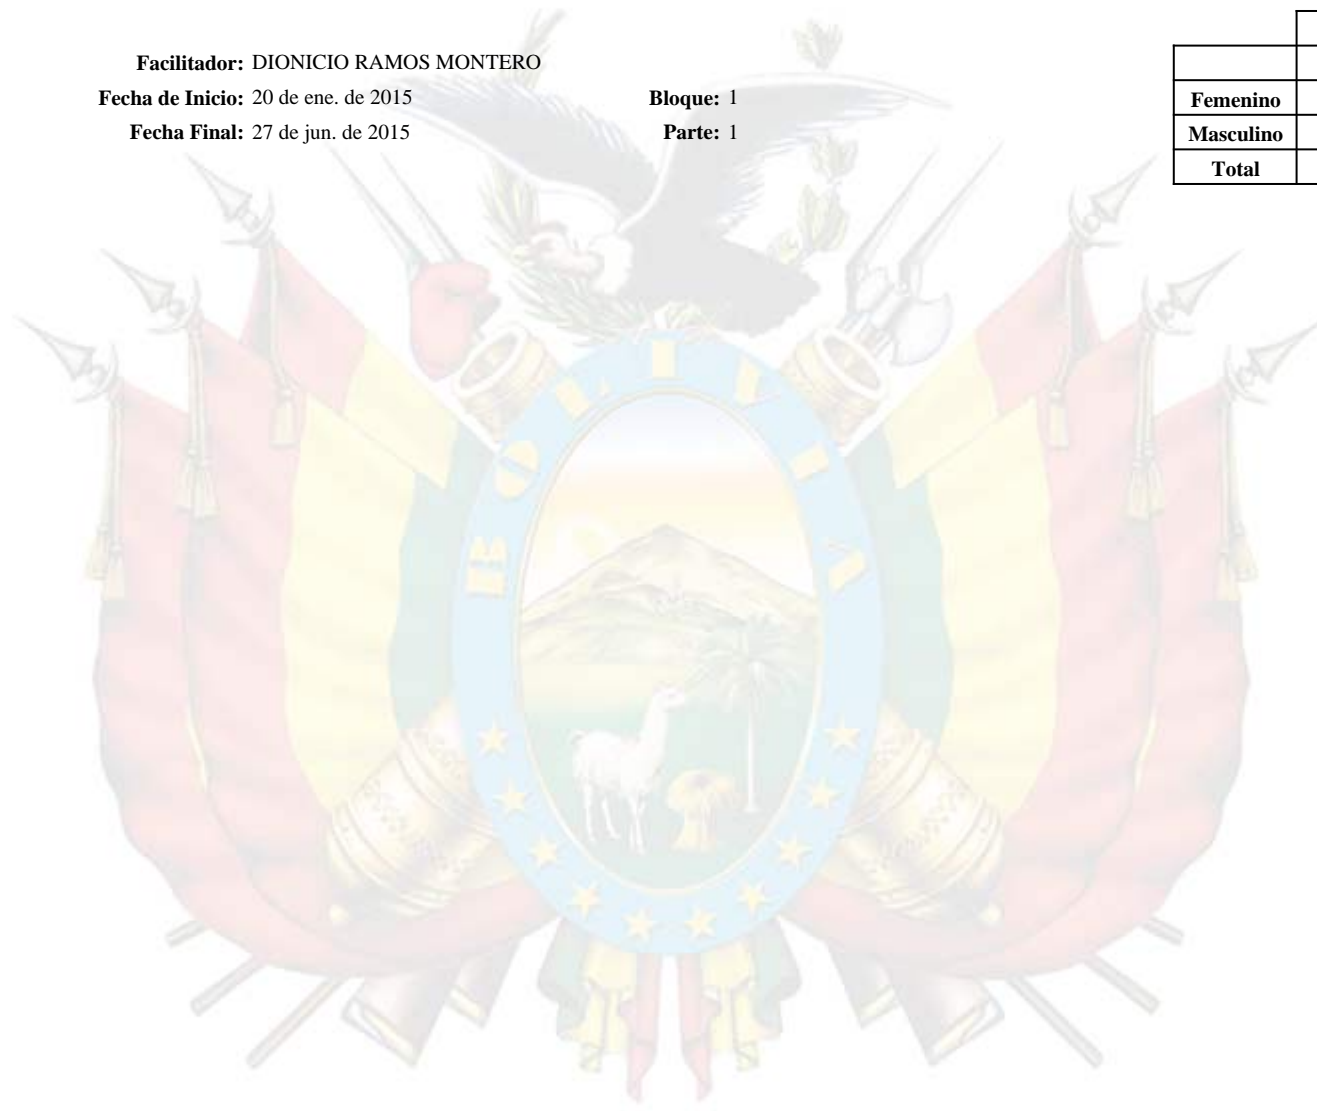 Facilitador: DIONICIO RAMOS MONTERO
Fecha de Inicio: 20 de ene. de 2015 Bloque: 1
Fecha Final: 27 de jun. de 2015 Parte: 1
Femenino
Masculino
Total
BOLIVIA